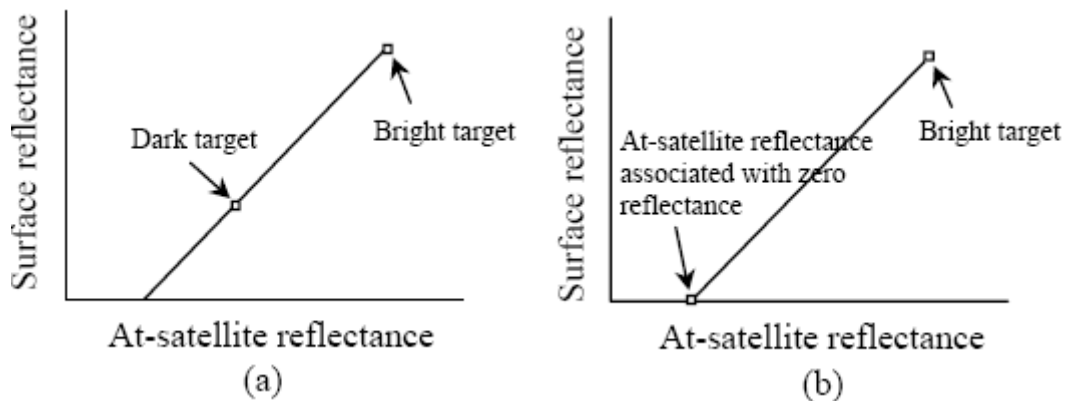 Surface reflectance
Dark target
Bright target
At-satellite reflectance
(a)
Surface reflectance
At-satellite reflectance
associated with zero
reflectance
Bright target
At-satellite reflectance
(b)